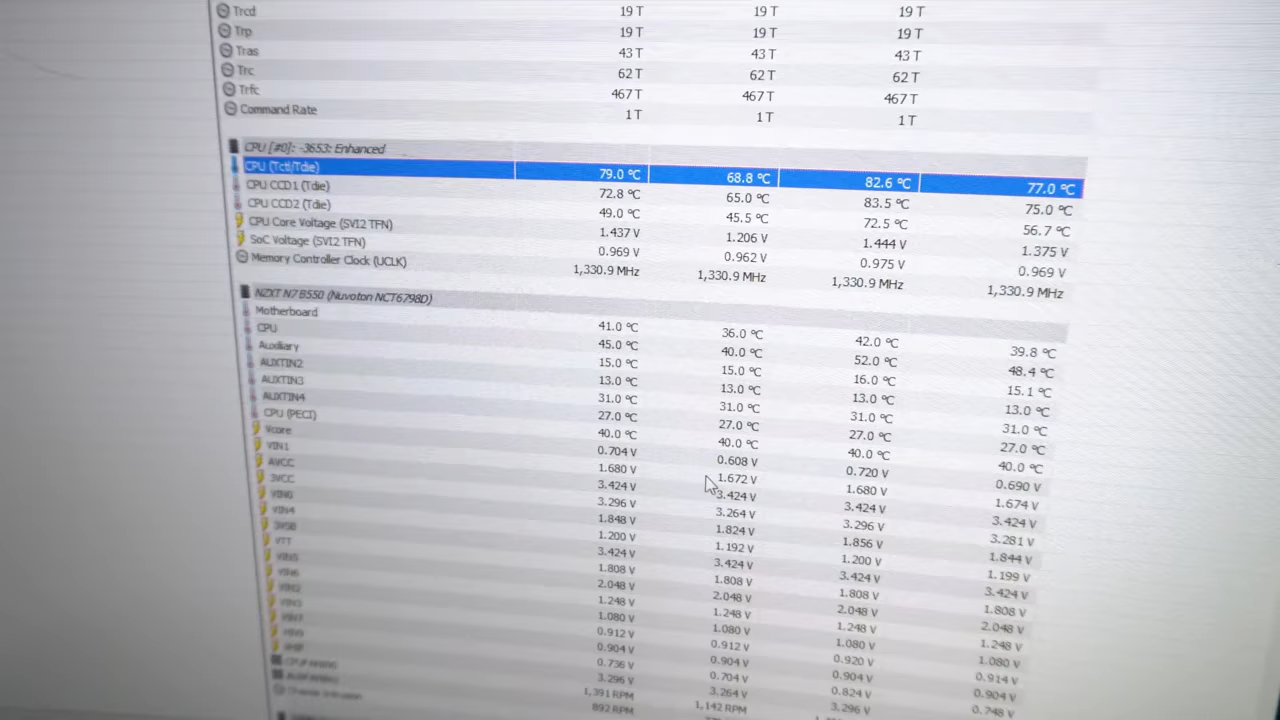 Trcd 19 T 19 T 19 T
Trp 19 T 19 T 19 T
Tras 43 T 43 T 43 T
Trc 62 T 62 T 62 T
Trfc 467 T 467 T 467 T
Command Rate 1 T 1 T 1 T
CPU [#0]: -3653: Enhanced
CPU (Tctl/Tdie) 79.0 °C 68.8 °C 82.6 °C 77.0 °C
CPU CCD1 (Tdie) 72.8 °C 65.0 °C 83.5 °C 75.0 °C
CPU CCD2 (Tdie) 49.0 °C 45.5 °C 72.5 °C 56.7 °C
CPU Core Voltage (SVI2 TFN) 1.437 V 1.206 V 1.444 V 1.375 V
SoC Voltage (SVI2 TFN) 0.969 V 0.962 V 0.975 V 0.969 V
Memory Controller Clock (UCLK) 1,330.9 MHz 1,330.9 MHz 1,330.9 MHz 1,330.9 MHz
NZXT N7 B550 (Nuvoton NCT6798D)
Motherboard 41.0 °C 36.0 °C 42.0 °C 39.8 °C
CPU 45.0 °C 40.0 °C 52.0 °C 48.4 °C
Auxiliary 15.0 °C 15.0 °C 16.0 °C 15.1 °C
AUXTIN2 13.0 °C 13.0 °C 13.0 °C 13.0 °C
AUXTIN3 31.0 °C 31.0 °C 31.0 °C 31.0 °C
AUXTIN4 27.0 °C 27.0 °C 27.0 °C 27.0 °C
CPU (PECI) 40.0 °C 40.0 °C 40.0 °C 40.0 °C
Vcore 0.704 V 0.608 V 0.720 V 0.690 V
VIN1 1.680 V 1.672 V 1.680 V 1.674 V
AVCC 3.424 V 3.424 V 3.424 V 3.424 V
3VCC 3.296 V 3.264 V 3.296 V 3.281 V
VIN0 1.848 V 1.824 V 1.856 V 1.844 V
VIN4 1.200 V 1.192 V 1.200 V 1.199 V
3VSB 3.424 V 3.424 V 3.424 V 3.424 V
VTT 1.808 V 1.808 V 1.808 V 1.808 V
VIN5 2.048 V 2.048 V 2.048 V 2.048 V
VIN6 1.248 V 1.248 V 1.248 V 1.248 V
VIN2 1.080 V 1.080 V 1.080 V 1.080 V
VIN3 0.912 V 0.912 V 0.920 V 0.914 V
VIN7 0.904 V 0.904 V 0.904 V 0.904 V
0.736 V 0.704 V 0.824 V 0.748 V
3.296 V 3.264 V 3.296 V
1,391 RPM 1,142 RPM
892 RPM